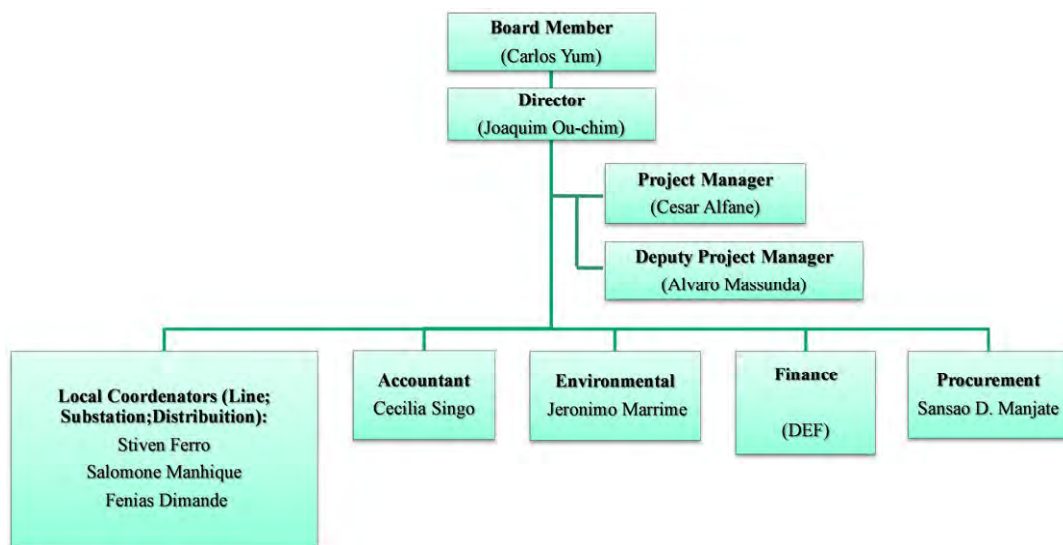 Board Member
(Carlos Yum)
Director
(Joaquim Ou-chim)
Project Manager
(Cesar Alfane)
Deputy Project Manager
(Alvaro Massunda)
Local Coordenators (Line;
Substation;Distribuition):
Stiven Ferro
Salomone Manhique
Fenias Dimande
Accountant
Cecilia Singo
Environmental
Jeronimo Marrime
Finance
(DEF)
Procurement
Sansao D. Manjate